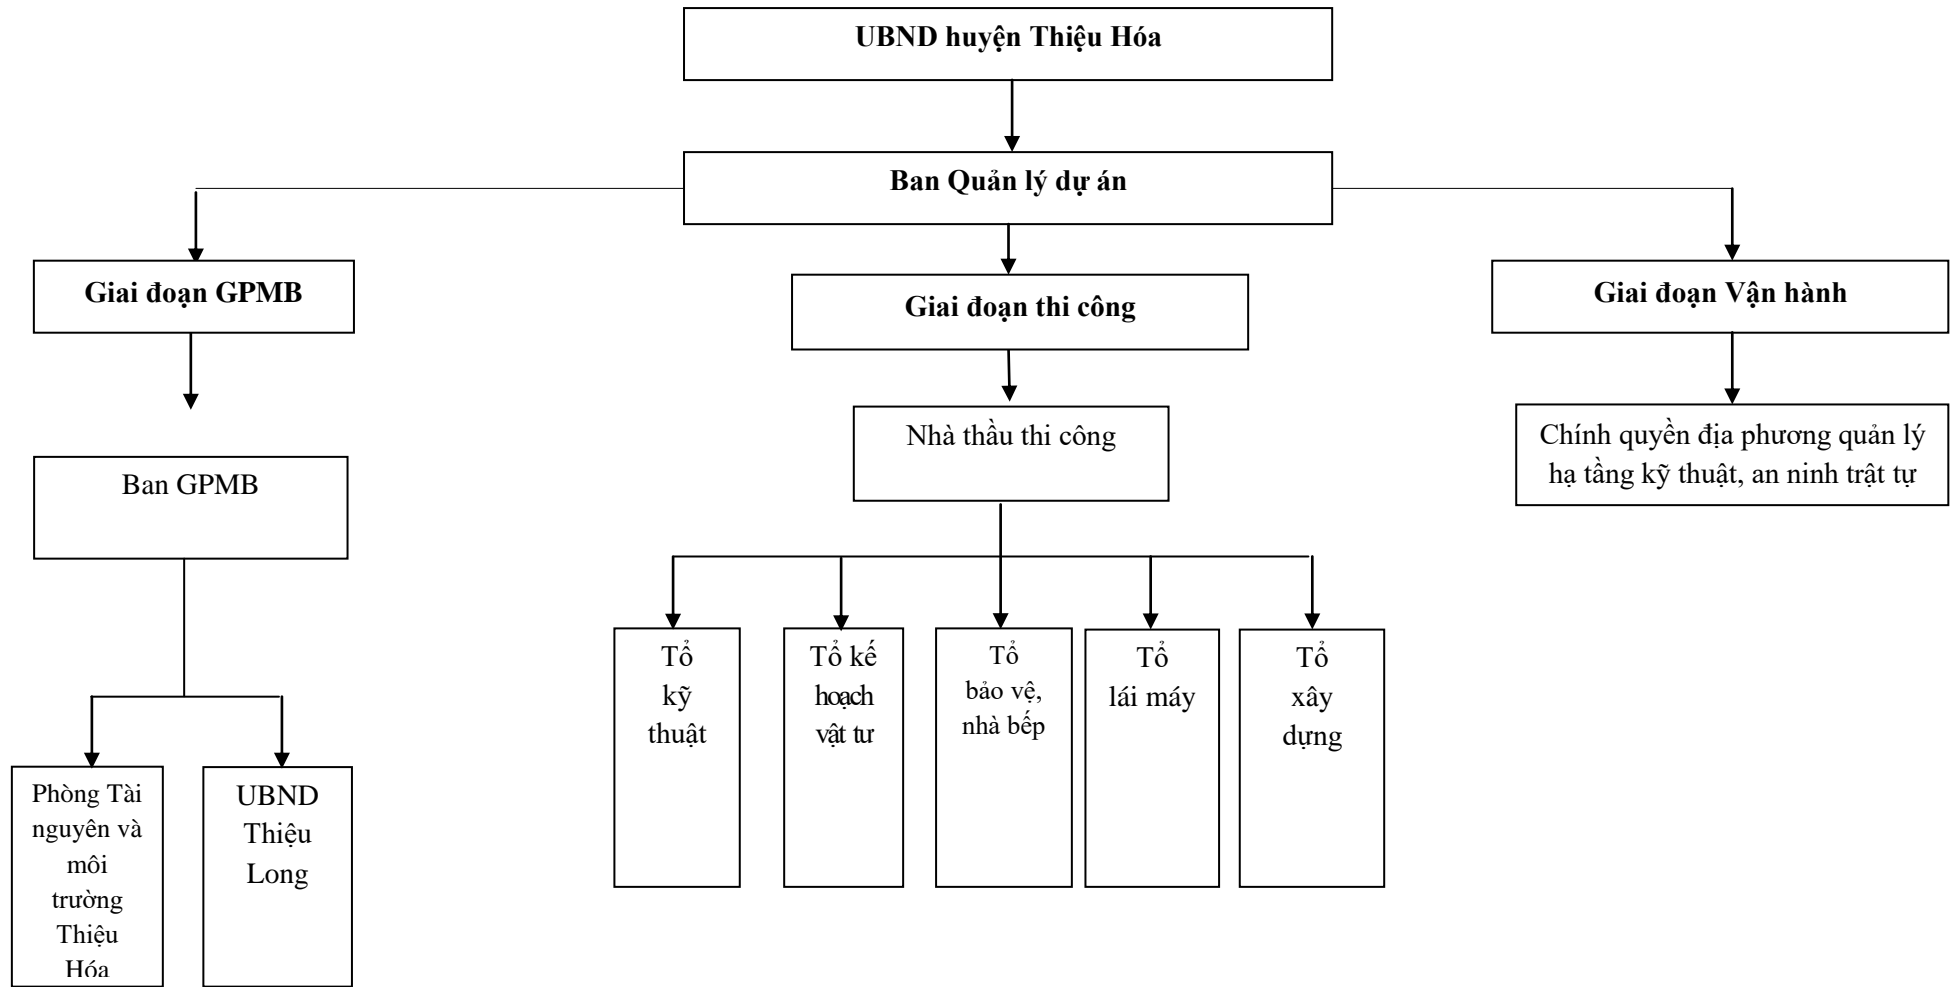 UBND huyện Thiệu Hóa
Ban Quản lý dự án
Giai đoạn GPMB
Giai đoạn thi công
Giai đoạn Vận hành
Ban GPMB
Nhà thầu thi công
Chính quyền địa phương quản lý
hạ tầng kỹ thuật, an ninh trật tự
Phòng Tài
nguyên và
môi
trường
Thiệu
Hóa
UBND
Thiệu
Long
Tổ
kỹ
thuật
Tổ kế
hoạch
vật tư
Tổ
bảo vệ,
nhà bếp
Tổ
lái máy
Tổ
xây
dựng